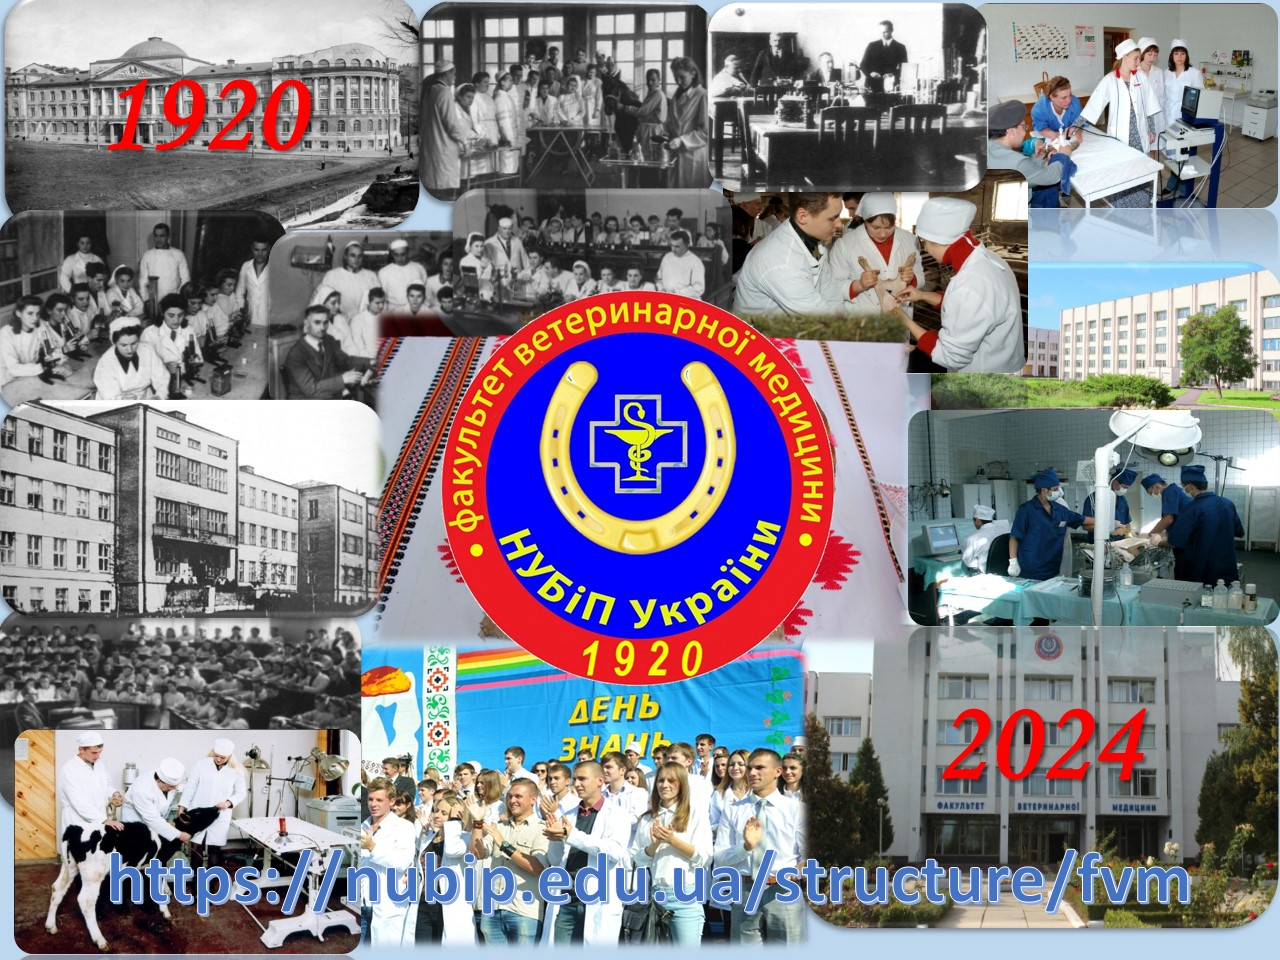 1920
факультет ветеринарної медицини
НУБіП України
1920
ДЕНЬ
ЗНАНЬ
2024
ФАКУЛЬТЕТ ВЕТЕРИНАРНОЇ МЕДИЦИНИ
https://nubip.edu.ua/structure/fvm